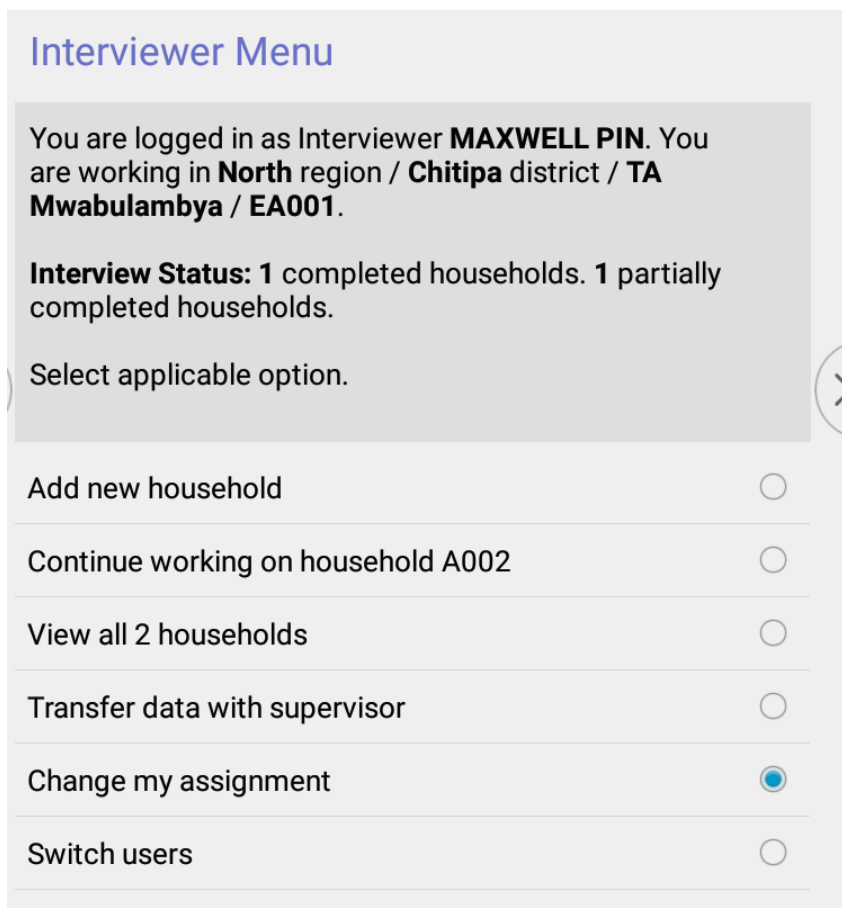 Interviewer Menu
You are logged in as Interviewer MAXWELL PIN. You
are working in North region / Chitipa district / TA
Mwabulambya / EA001.
Interview Status: 1 completed households. 1 partially
completed households.
Select applicable option.
Add new household
Continue working on household A002
View all 2 households
Transfer data with supervisor
Change my assignment
Switch users